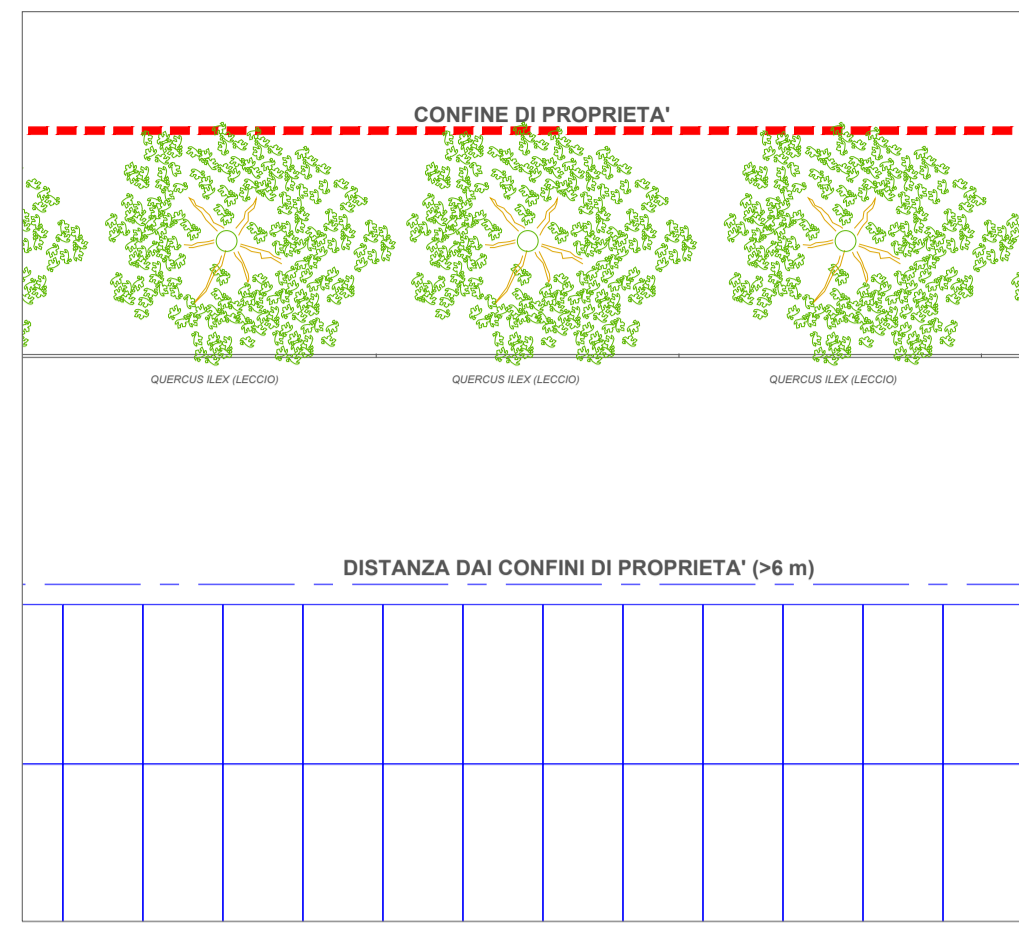 CONFINE DI PROPRIETA'
QUERCUS ILEX (LECCIO)
QUERCUS ILEX (LECCIO)
QUERCUS ILEX (LECCIO)
DISTANZA DAI CONFINI DI PROPRIETA' (>6 m)